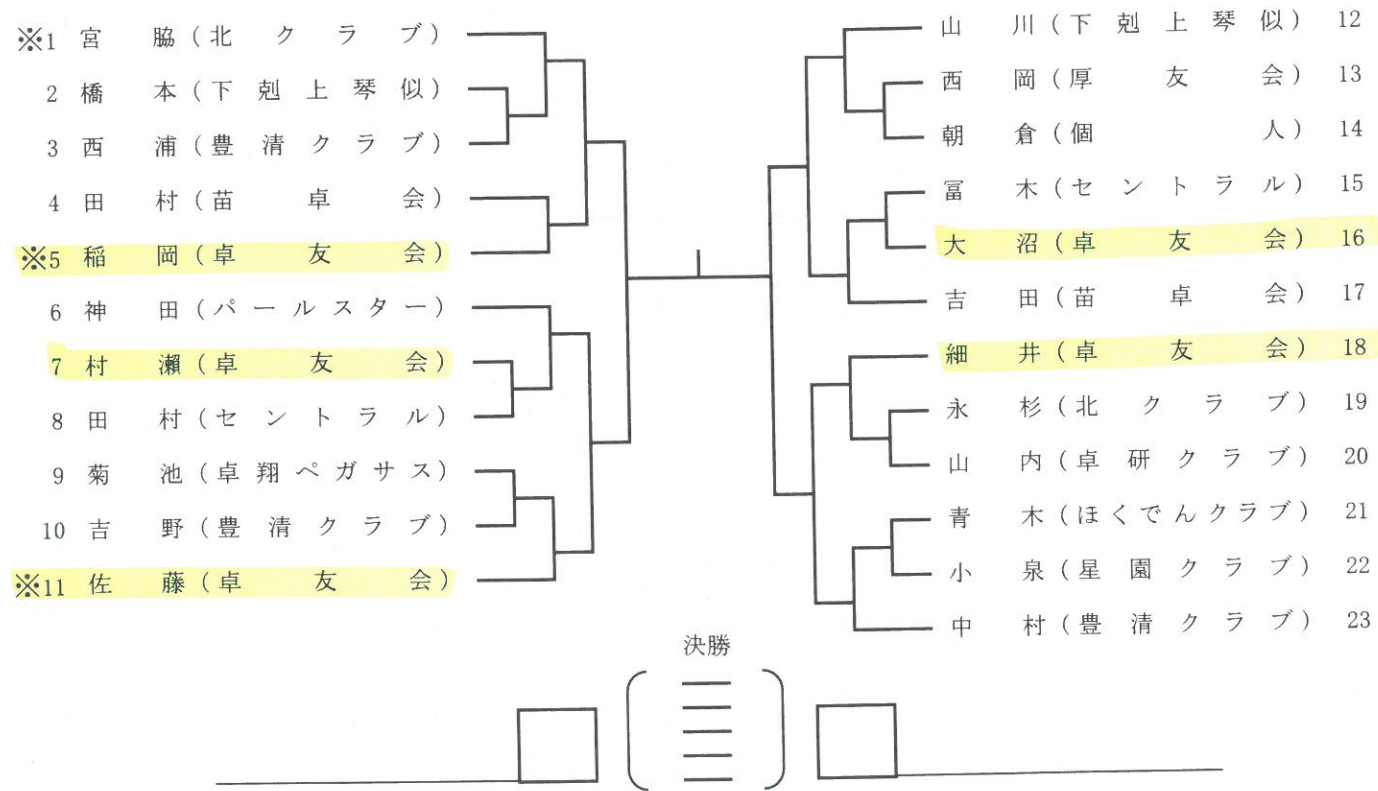 ※1 宮脇(北クラブ)
2 橋本(下剋上琴似)
3 西浦(豊清クラブ)
4 田村(苗卓会)
※5 稲岡(卓友会)
6 神田(パールスター)
7 村瀬(卓友会)
8 田村(セントラル)
9 菊池(卓翔ペガサス)
10 吉野(豊清クラブ)
※11 佐藤(卓友会)
山川(下剋上琴似) 12
西岡(厚友会) 13
朝倉(個人) 14
冨木(セントラル) 15
大沼(卓友会) 16
吉田(苗卓会) 17
細井(卓友会) 18
永杉(北クラブ) 19
山内(卓研クラブ) 20
青木(ほくでんクラブ) 21
小泉(星園クラブ) 22
中村(豊清クラブ) 23
決勝